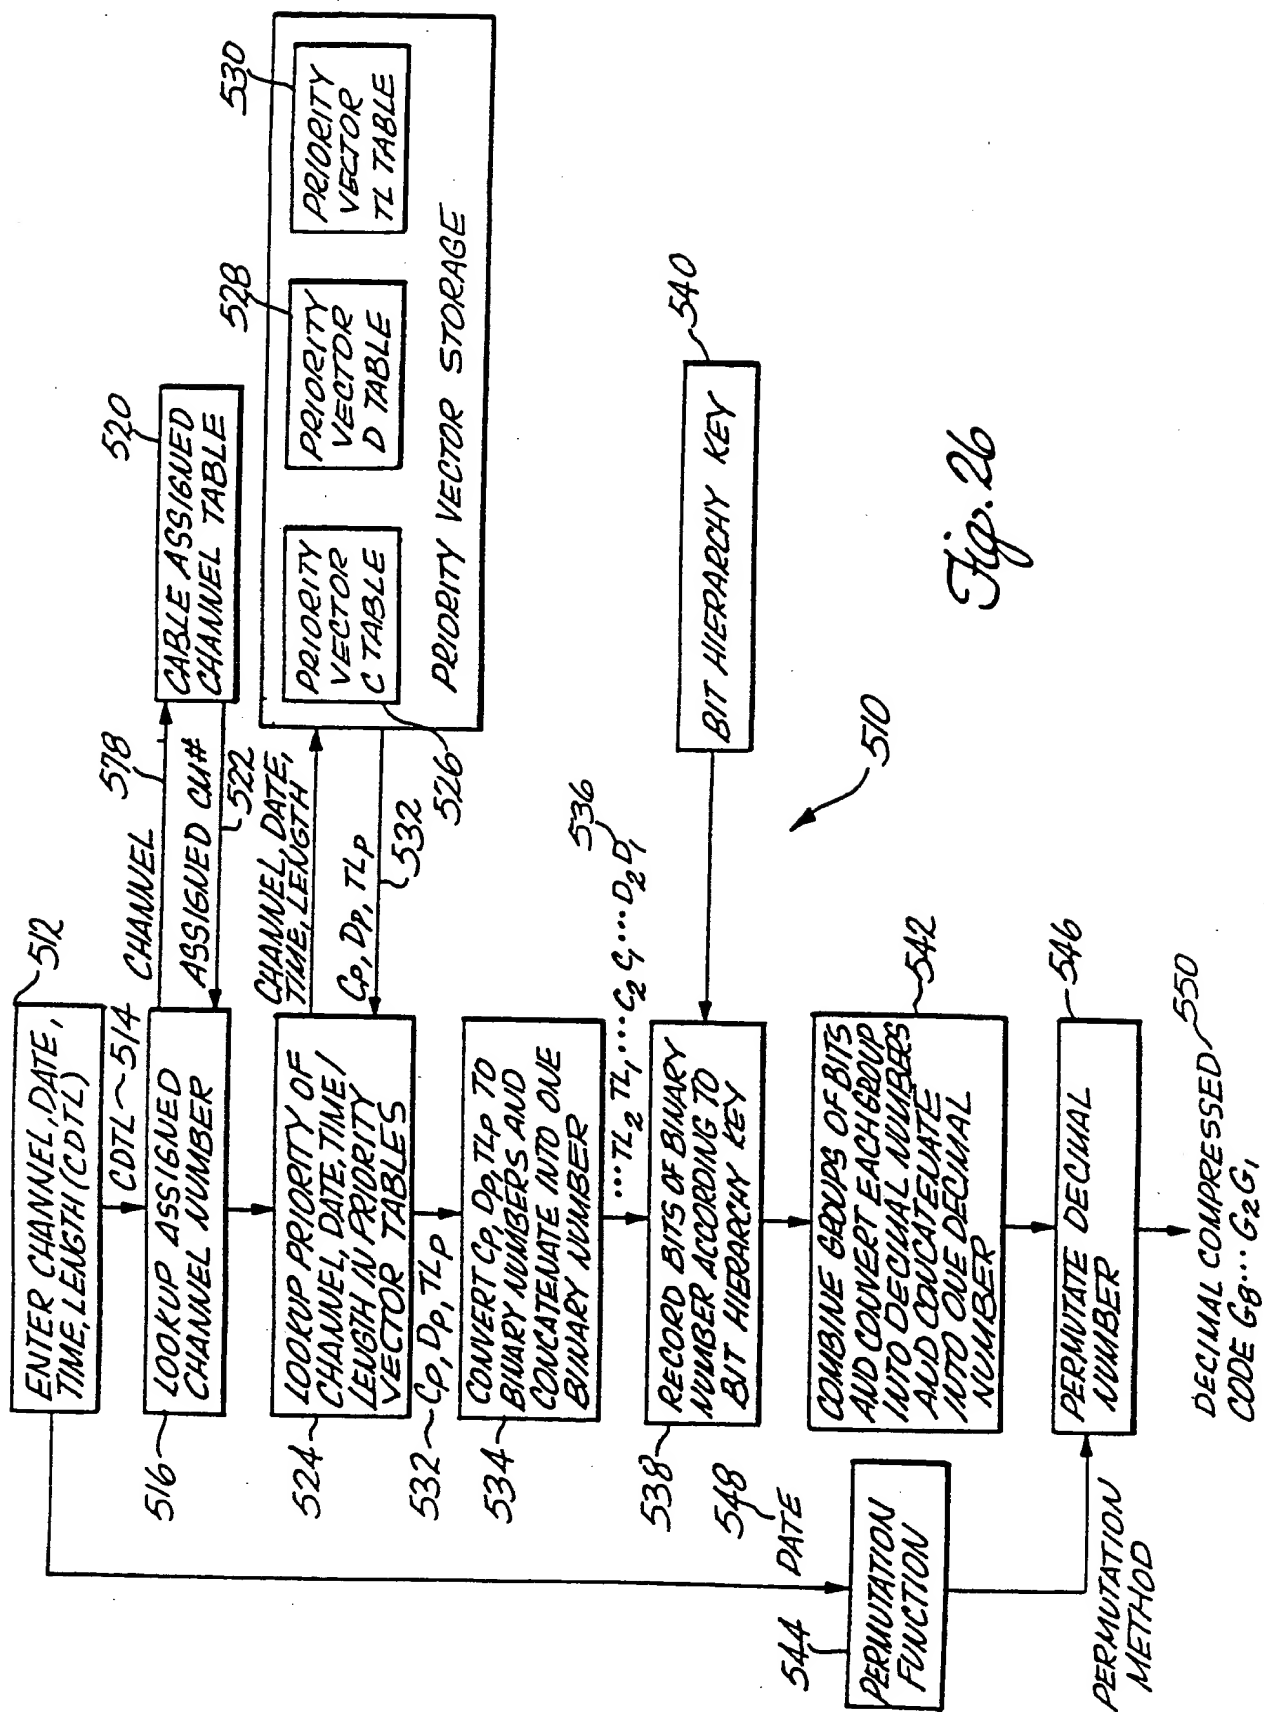 ENTER CHANNEL, DATE,
TIME, LENGTH (CDTL)
512
CDTL 514
LOOKUP ASSIGNED
CHANNEL NUMBER
516
CHANNEL
578
ASSIGNED CH#
522
CABLE ASSIGNED
CHANNEL TABLE
520
LOOKUP PRIORITY OF
CHANNEL, DATE, TIME/
LENGTH IN PRIORITY
VECTOR TABLES
524
CHANNEL, DATE,
TIME, LENGTH
Cp, Dp, TLp
532
PRIORITY
VECTOR
C TABLE
526
PRIORITY
VECTOR
D TABLE
528
PRIORITY
VECTOR
TL TABLE
530
PRIORITY VECTOR STORAGE
532 Cp, Dp, TLp
CONVERT Cp, Dp, TLp TO
BINARY NUMBERS AND
CONCATENATE INTO ONE
BINARY NUMBER
534
...TL2 TL1...C2 C1...D2 D1
536
RECORD BITS OF BINARY
NUMBER ACCORDING TO
BIT HIERARCHY KEY
538
BIT HIERARCHY KEY
540
510
COMBINE GROUPS OF BITS
AND CONVERT EACH GROUP
INTO DECIMAL NUMBERS
AND CONCATENATE
INTO ONE DECIMAL
NUMBER
542
548
DATE
PERMUTATION
FUNCTION
544
PERMUTATION
METHOD
PERMUTATE DECIMAL
NUMBER
546
DECIMAL COMPRESSED 550
CODE G8...G2G1
Fig. 26